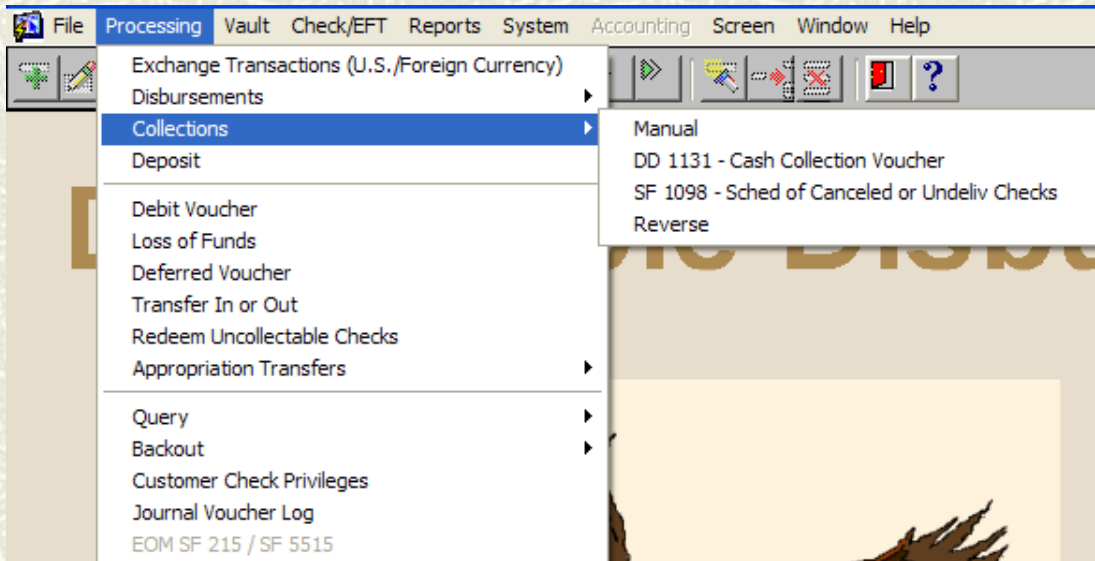 File Processing Vault Check/EFT Reports System Accounting Screen Window Help
Exchange Transactions (U.S./Foreign Currency)
Disbursements
Collections
Deposit
Manual
DD 1131 - Cash Collection Voucher
SF 1098 - Sched of Canceled or Undeliv Checks
Reverse
Debit Voucher
Loss of Funds
Deferred Voucher
Transfer In or Out
Redeem Uncollectable Checks
Appropriation Transfers
Query
Backout
Customer Check Privileges
Journal Voucher Log
EOM SF 215 / SF 5515